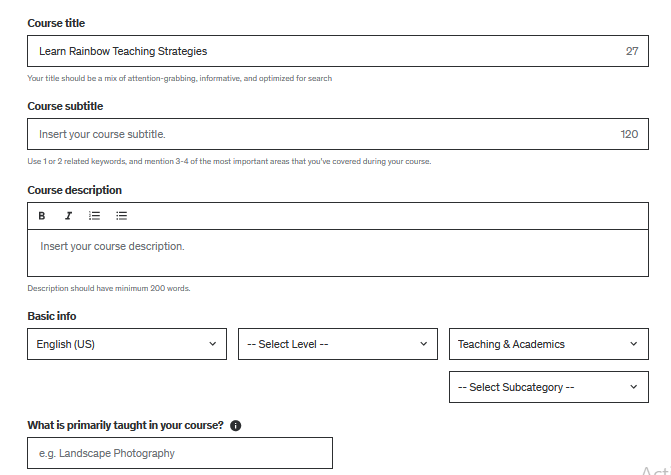 Course title
Learn Rainbow Teaching Strategies 27
Your title should be a mix of attention-grabbing, informative, and optimized for search
Course subtitle
Insert your course subtitle. 120
Use 1 or 2 related keywords, and mention 3-4 of the most important areas that you've covered during your course.
Course description
B I
Insert your course description.
Description should have minimum 200 words.
Basic info
English (US) -- Select Level -- Teaching & Academics
-- Select Subcategory --
What is primarily taught in your course?
e.g. Landscape Photography